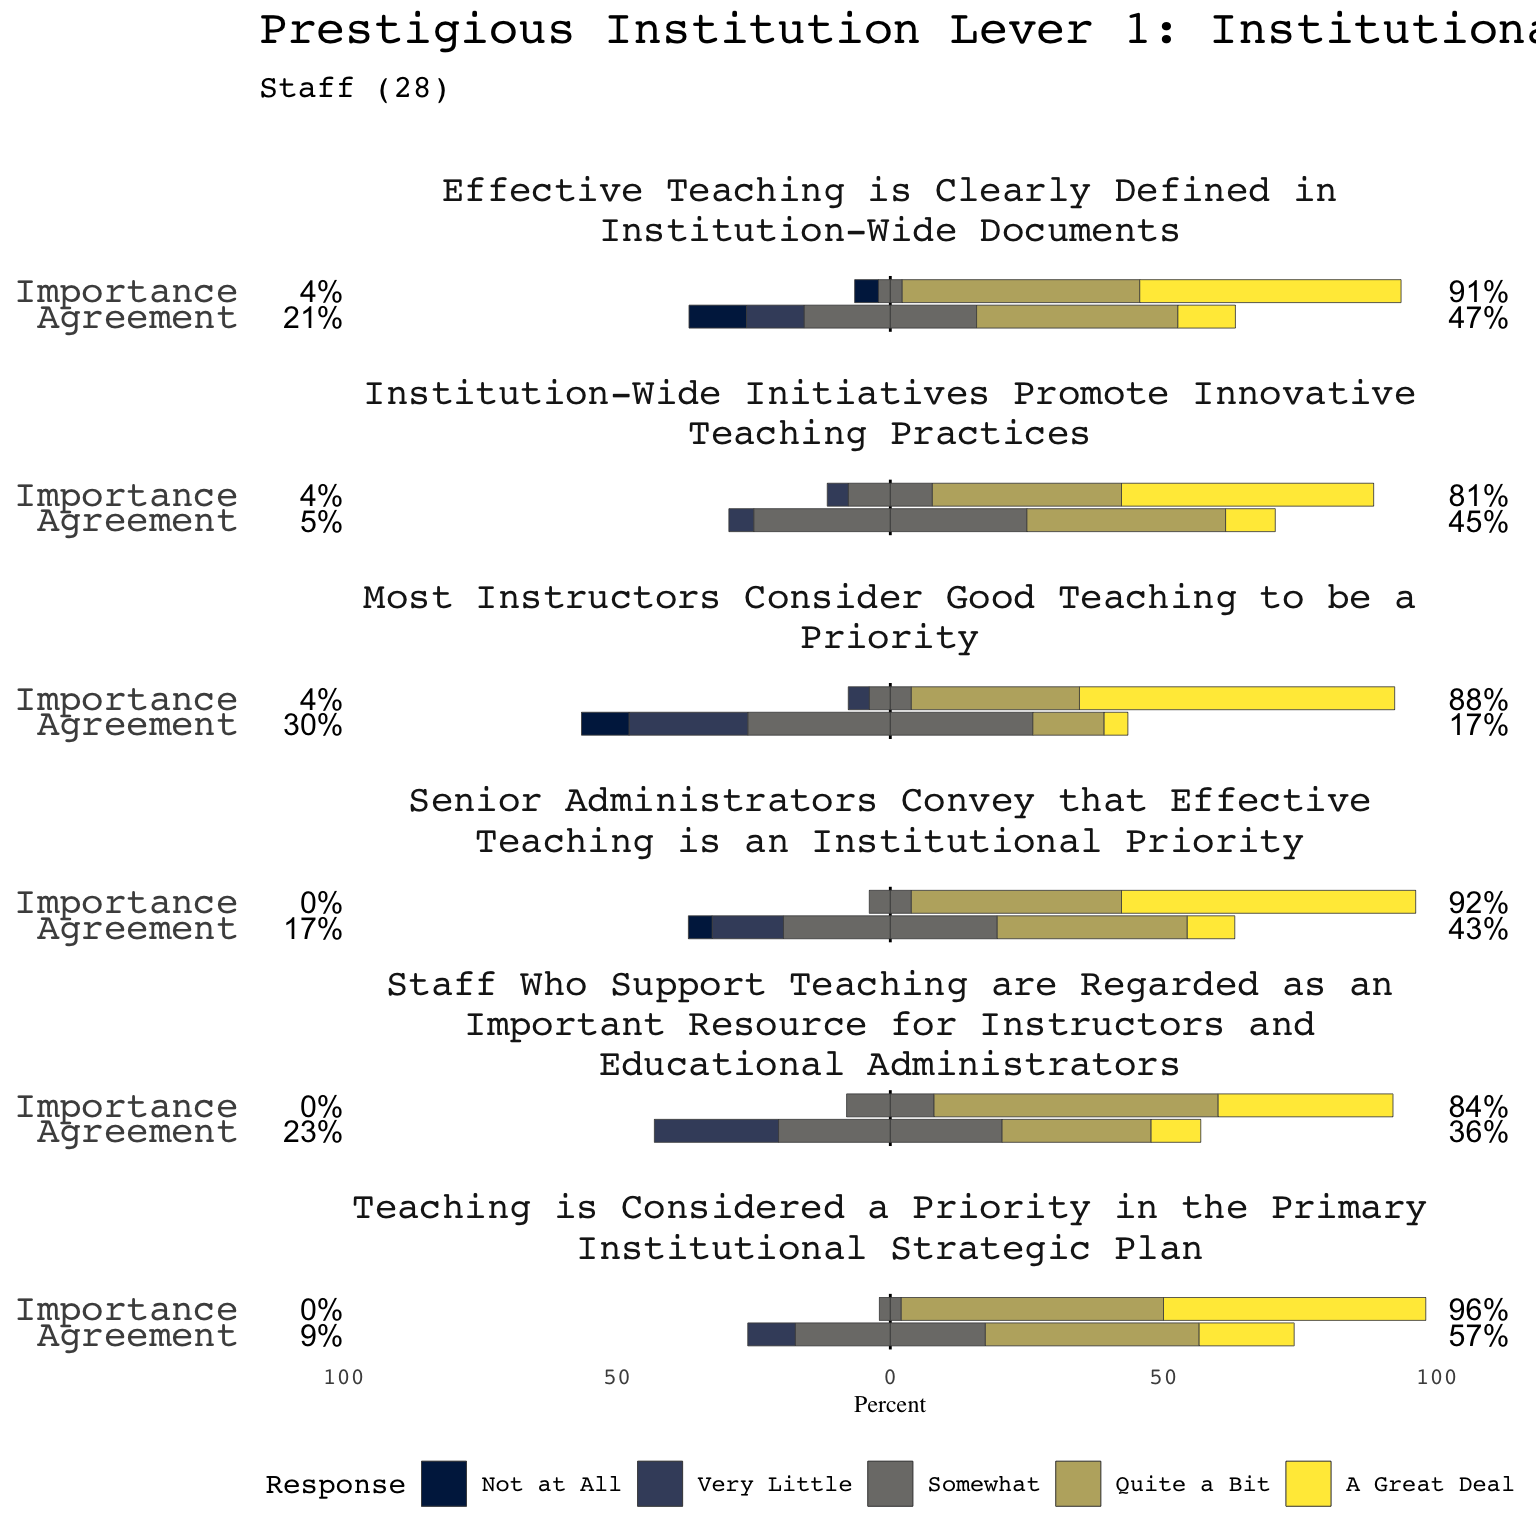 Prestigious Institution Lever 1: Institutiona
Staff (28)
Effective Teaching is Clearly Defined in
Institution-Wide Documents
Importance 4% 91%
Agreement 21% 47%
Institution-Wide Initiatives Promote Innovative
Teaching Practices
Importance 4% 81%
Agreement 5% 45%
Most Instructors Consider Good Teaching to be a
Priority
Importance 4% 88%
Agreement 30% 17%
Senior Administrators Convey that Effective
Teaching is an Institutional Priority
Importance 0% 92%
Agreement 17% 43%
Staff Who Support Teaching are Regarded as an
Important Resource for Instructors and
Educational Administrators
Importance 0% 84%
Agreement 23% 36%
Teaching is Considered a Priority in the Primary
Institutional Strategic Plan
Importance 0% 96%
Agreement 9% 57%
100 50 0 50 100
Percent
Response Not at All Very Little Somewhat Quite a Bit A Great Deal